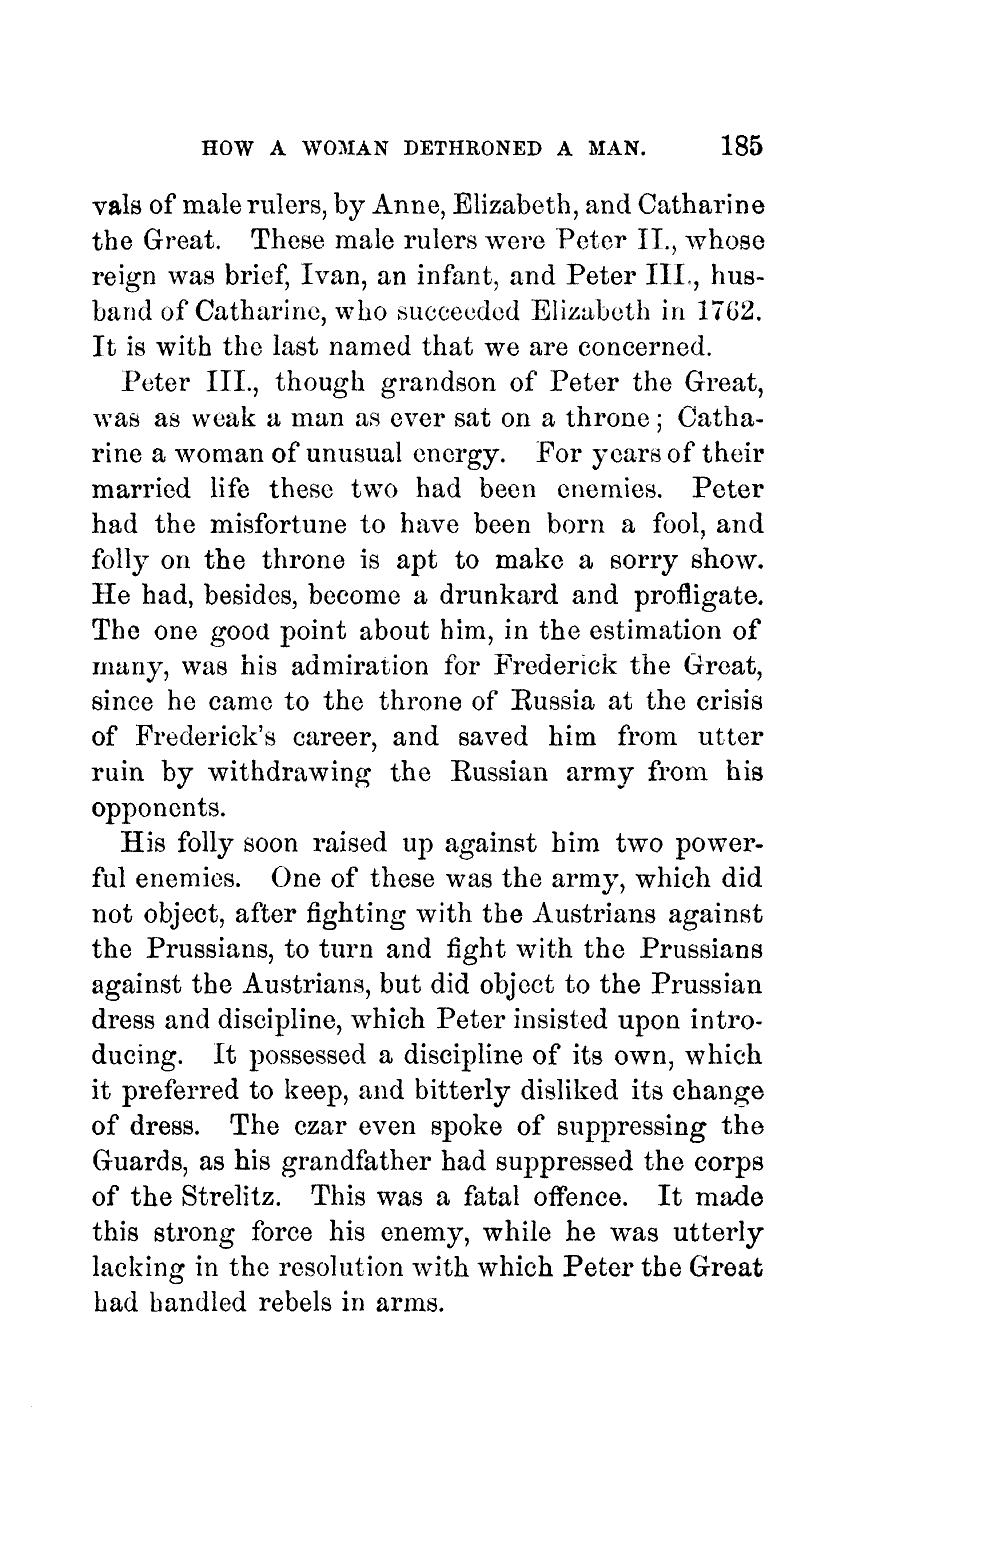 HOW A WOMAN DETHRONED A MAN. 185
vals of male rulers, by Anne, Elizabeth, and Catharine
the Great. These male rulers were Peter II., whose
reign was brief, Ivan, an infant, and Peter III., hus-
band of Catharine, who succeeded Elizabeth in 1762.
It is with the last named that we are concerned.
Peter III., though grandson of Peter the Great,
was as weak a man as ever sat on a throne; Catha-
rine a woman of unusual energy. For years of their
married life these two had been enemies. Peter
had the misfortune to have been born a fool, and
folly on the throne is apt to make a sorry show.
He had, besides, become a drunkard and profligate.
The one good point about him, in the estimation of
many, was his admiration for Frederick the Great,
since he came to the throne of Russia at the crisis
of Frederick's career, and saved him from utter
ruin by withdrawing the Russian army from his
opponents.
His folly soon raised up against him two power-
ful enemies. One of these was the army, which did
not object, after fighting with the Austrians against
the Prussians, to turn and fight with the Prussians
against the Austrians, but did object to the Prussian
dress and discipline, which Peter insisted upon intro-
ducing. It possessed a discipline of its own, which
it preferred to keep, and bitterly disliked its change
of dress. The czar even spoke of suppressing the
Guards, as his grandfather had suppressed the corps
of the Strelitz. This was a fatal offence. It made
this strong force his enemy, while he was utterly
lacking in the resolution with which Peter the Great
had handled rebels in arms.